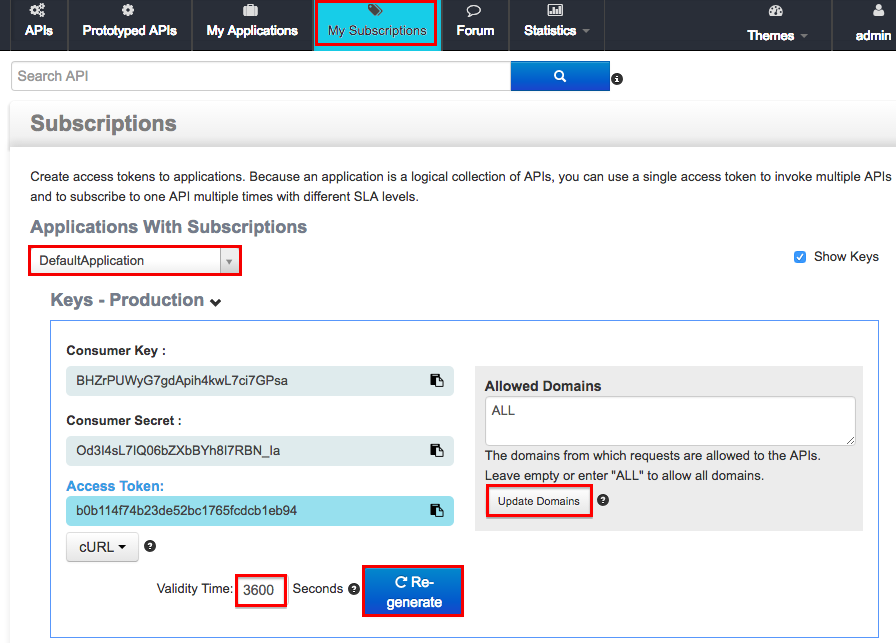 APIs Prototyped APIs My Applications My Subscriptions Forum Statistics Themes admin
Search API
Subscriptions
Create access tokens to applications. Because an application is a logical collection of APIs, you can use a single access token to invoke multiple APIs
and to subscribe to one API multiple times with different SLA levels.
Applications With Subscriptions
DefaultApplication
Show Keys
Keys - Production
Consumer Key :
BHZrPUWyG7gdApih4kwL7ci7GPsa
Consumer Secret :
Od3I4sL7IQ06bZXbBYh8I7RBN_Ia
Access Token:
b0b114f74b23de52bc1765fcdcb1eb94
cURL
Allowed Domains
ALL
The domains from which requests are allowed to the APIs.
Leave empty or enter "ALL" to allow all domains.
Update Domains
Validity Time: 3600 Seconds
Re-
generate